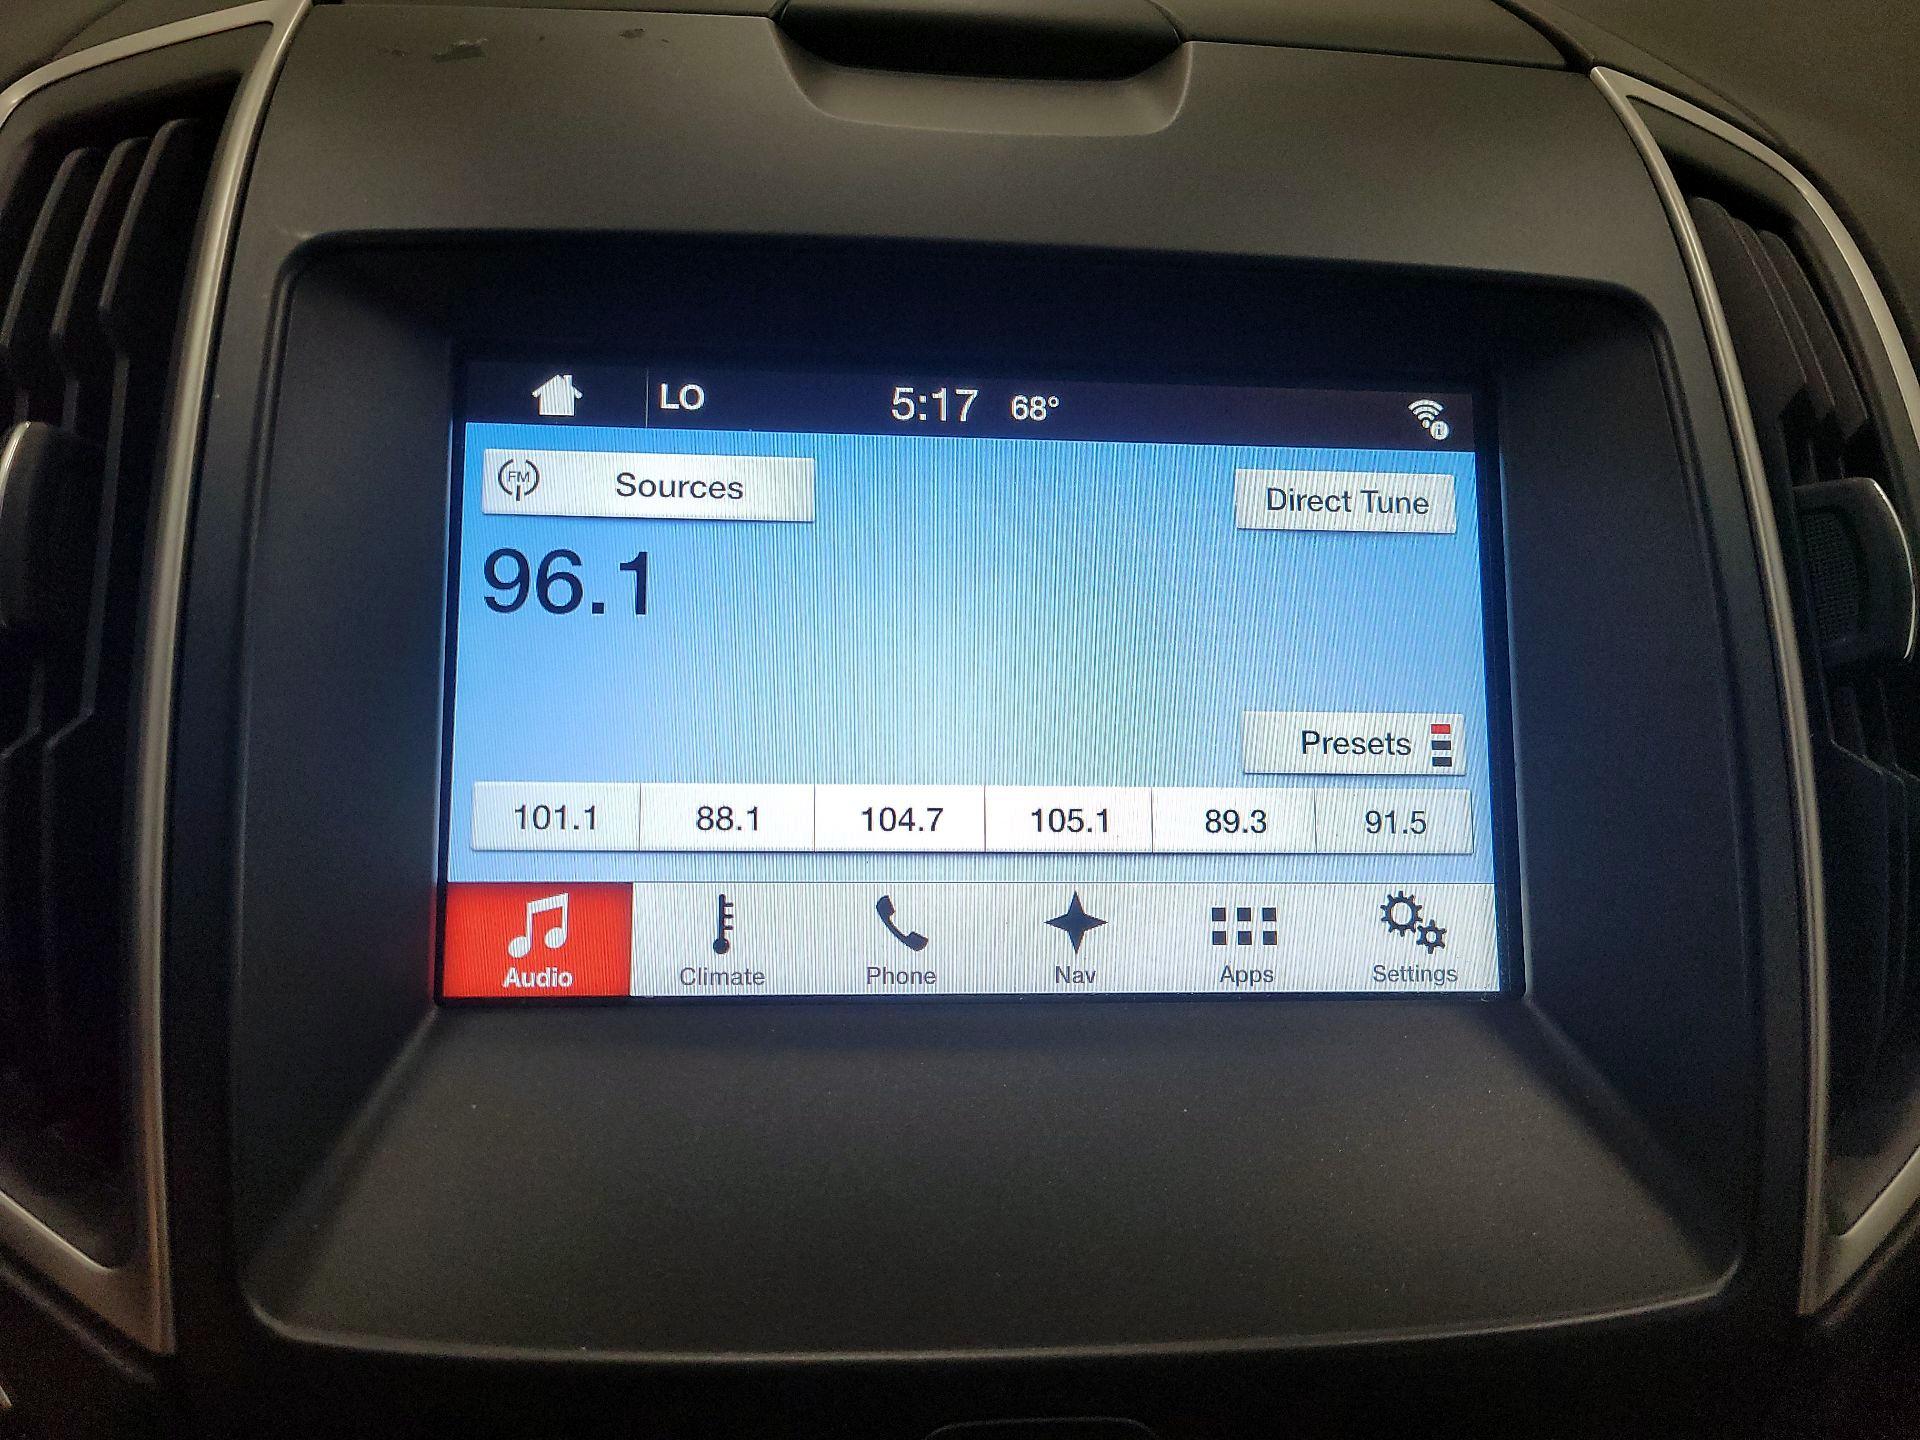 LO 5:17 68°
FM Sources Direct Tune
96.1
Presets
101.1 88.1 104.7 105.1 89.3 91.5
Audio Climate Phone Nav Apps Settings